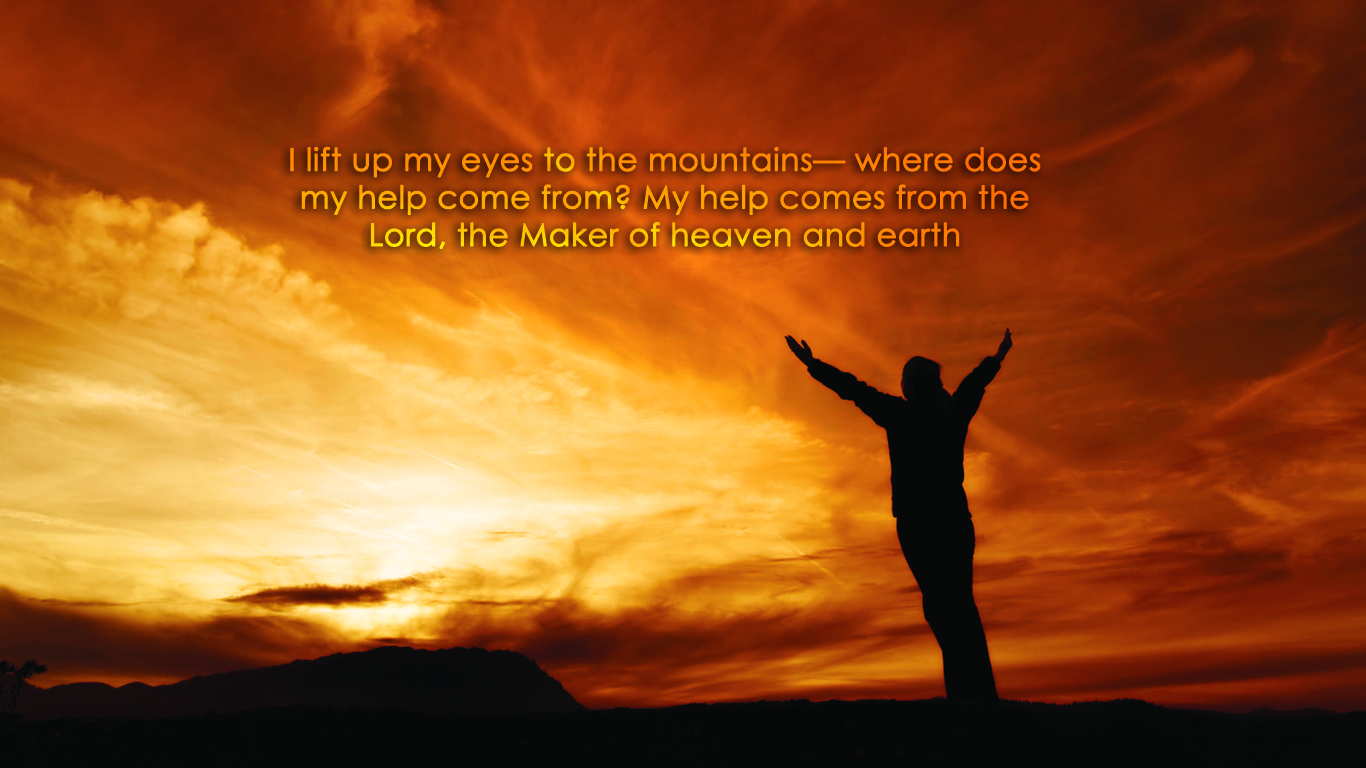 I lift up my eyes to the mountains— where does
my help come from? My help comes from the
Lord, the Maker of heaven and earth